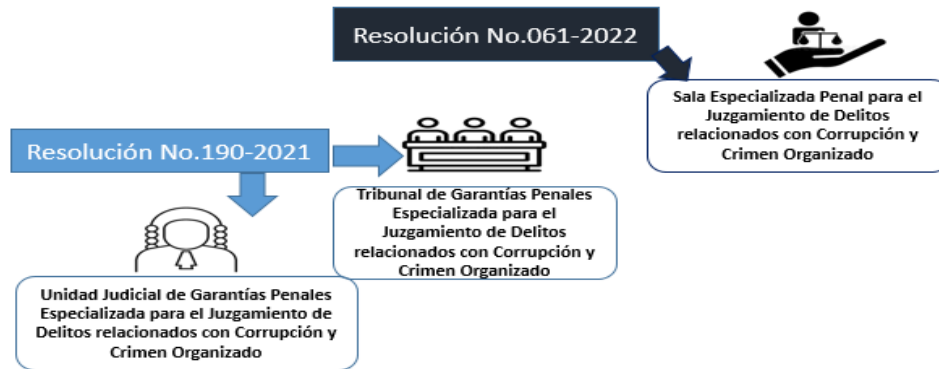 Resolución No.061-2022
Sala Especializada Penal para el
Juzgamiento de Delitos
relacionados con Corrupción y
Crimen Organizado
Resolución No.190-2021
Tribunal de Garantías Penales
Especializada para el
Juzgamiento de Delitos
relacionados con Corrupción y
Crimen Organizado
Unidad Judicial de Garantías Penales
Especializada para el Juzgamiento de
Delitos relacionados con Corrupción y
Crimen Organizado